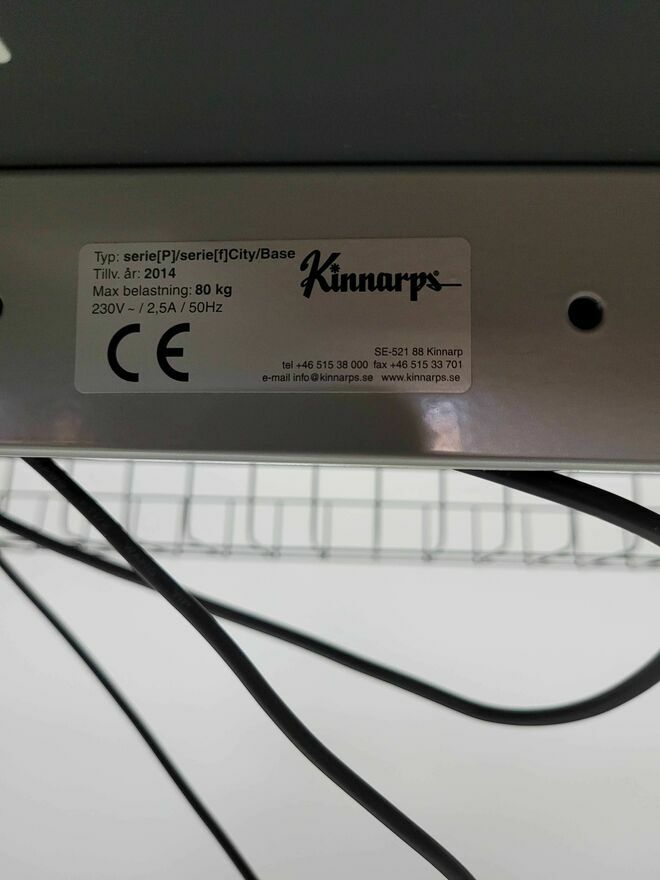 Typ: serie[P]/serie[f]City/Base
Tillv. år: 2014
Max belastning: 80 kg
230V ~ / 2,5A / 50Hz
CE
Kinnarps
SE-521 88 Kinnarp
tel +46 515 38 000 fax +46 515 33 701
e-mail info@kinnarps.se www.kinnarps.se